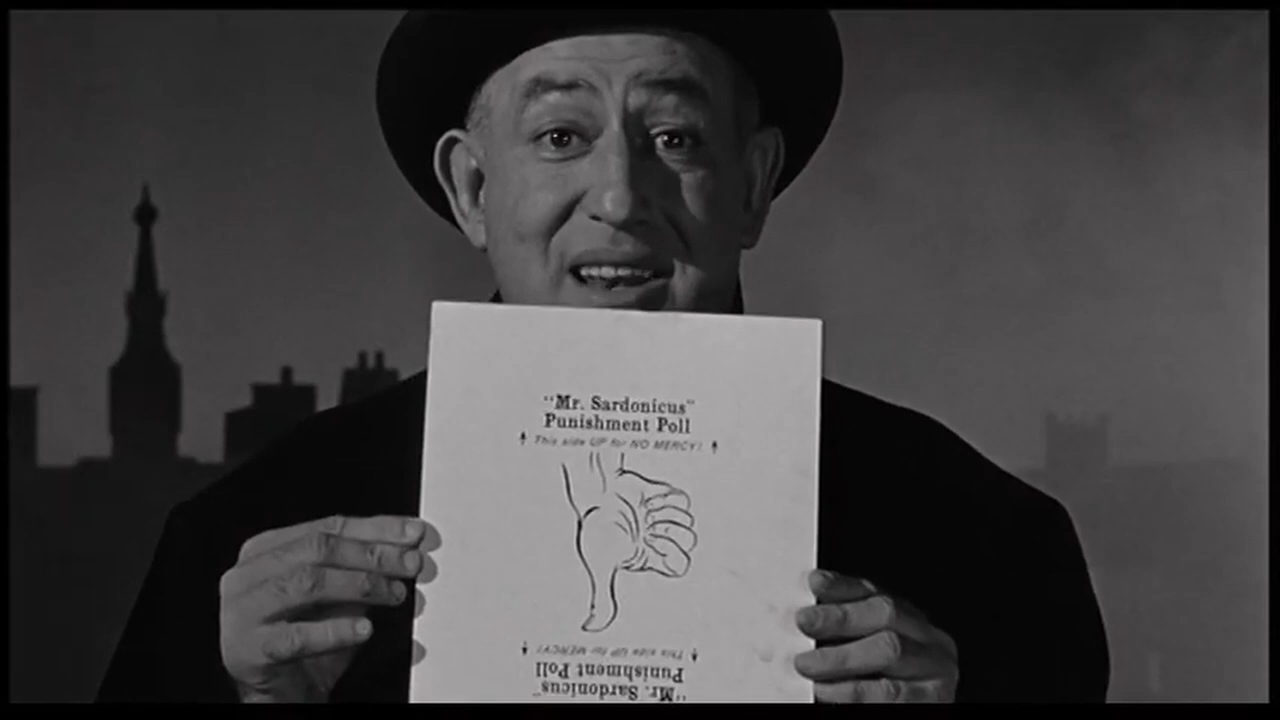 "Mr. Sardonicus"
Punishment Poll
This side UP for NO MERCY!
This side UP for MERCY!
Punishment Poll
"Mr. Sardonicus"